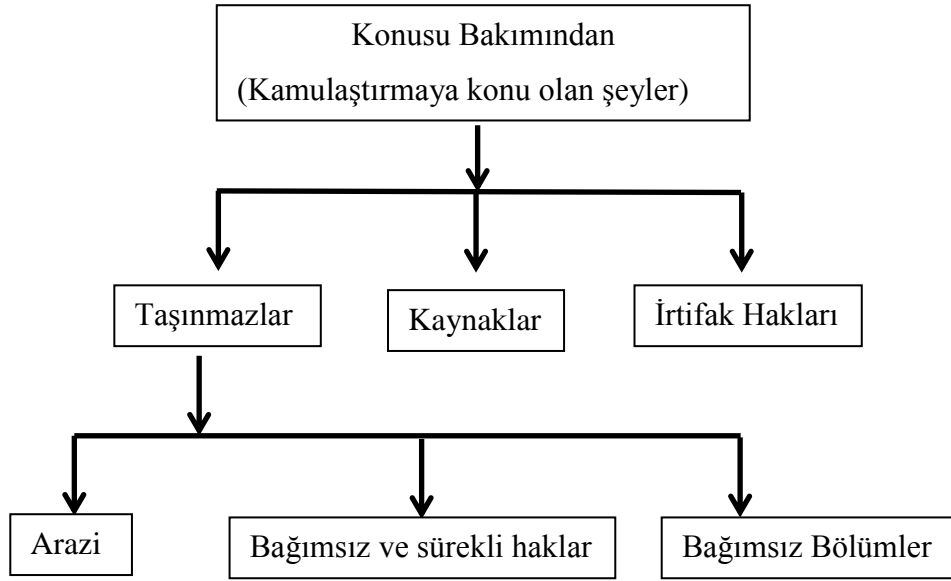 Konusu Bakımından
(Kamulaştırmaya konu olan şeyler)
Taşınmazlar
Kaynaklar
İrtifak Hakları
Arazi
Bağımsız ve sürekli haklar
Bağımsız Bölümler